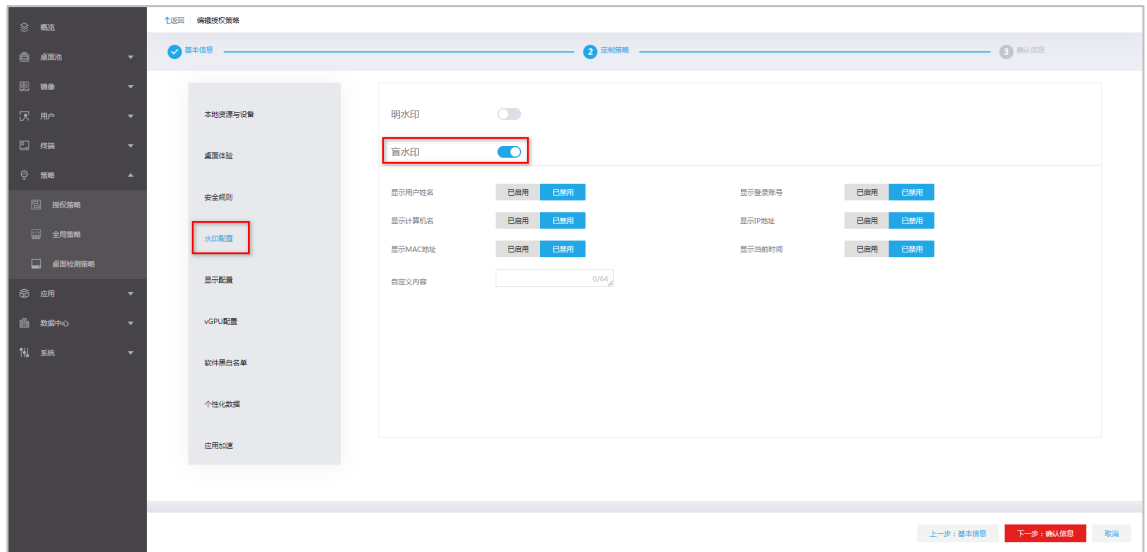 概览
桌面池
镜像
用户
终端
策略
授权策略
全局策略
桌面检测策略
应用
数据中心
系统
返回 编辑授权策略
基本信息 2 定制策略 3 确认信息
本地资源与设备
桌面体验
安全规则
水印配置
显示配置
vGPU配置
软件黑白名单
个性化数据
应用加速
明水印
盲水印
显示用户姓名 已启用 已禁用 显示登录账号 已启用 已禁用
显示计算机名 已启用 已禁用 显示IP地址 已启用 已禁用
显示MAC地址 已启用 已禁用 显示当前时间 已启用 已禁用
自定义内容 0/64
上一步：基本信息 下一步：确认信息 取消